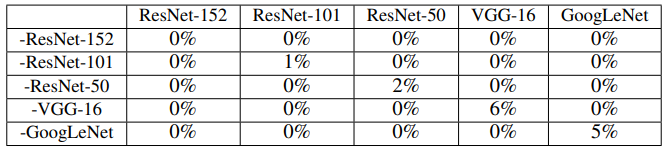 ResNet-152 ResNet-101 ResNet-50 VGG-16 GoogLeNet
-ResNet-152 0% 0% 0% 0% 0%
-ResNet-101 0% 1% 0% 0% 0%
-ResNet-50 0% 0% 2% 0% 0%
-VGG-16 0% 0% 0% 6% 0%
-GoogLeNet 0% 0% 0% 0% 5%